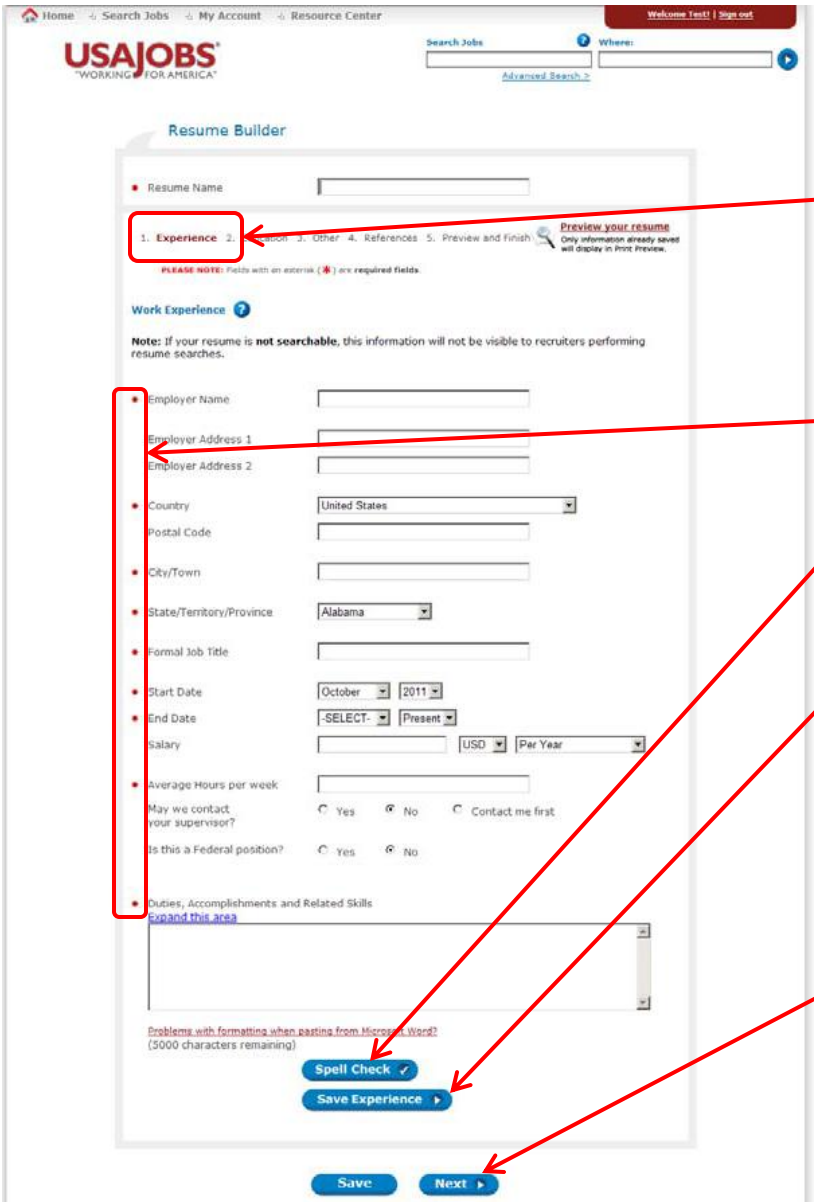 Home Search Jobs My Account Resource Center Welcome Test! | Sign out
USAJOBS®
"WORKING FOR AMERICA"
Search Jobs ? Where:
Advanced Search >
Resume Builder
* Resume Name
1. Experience 2. Education 3. Other 4. References 5. Preview and Finish
Preview your resume
Only information already saved
will display in Print Preview.
PLEASE NOTE: Fields with an asterisk (*) are required fields.
Work Experience ?
Note: If your resume is not searchable, this information will not be visible to recruiters performing
resume searches.
* Employer Name
Employer Address 1
Employer Address 2
* Country United States
Postal Code
* City/Town
* State/Territory/Province Alabama
* Formal Job Title
* Start Date October 2011
* End Date -SELECT- Present
Salary USD Per Year
* Average Hours per week
May we contact
your supervisor? Yes No Contact me first
Is this a Federal position? Yes No
* Duties, Accomplishments and Related Skills
Expand this area
Problems with formatting when pasting from Microsoft Word?
(5000 characters remaining)
Spell Check
Save Experience
Save Next